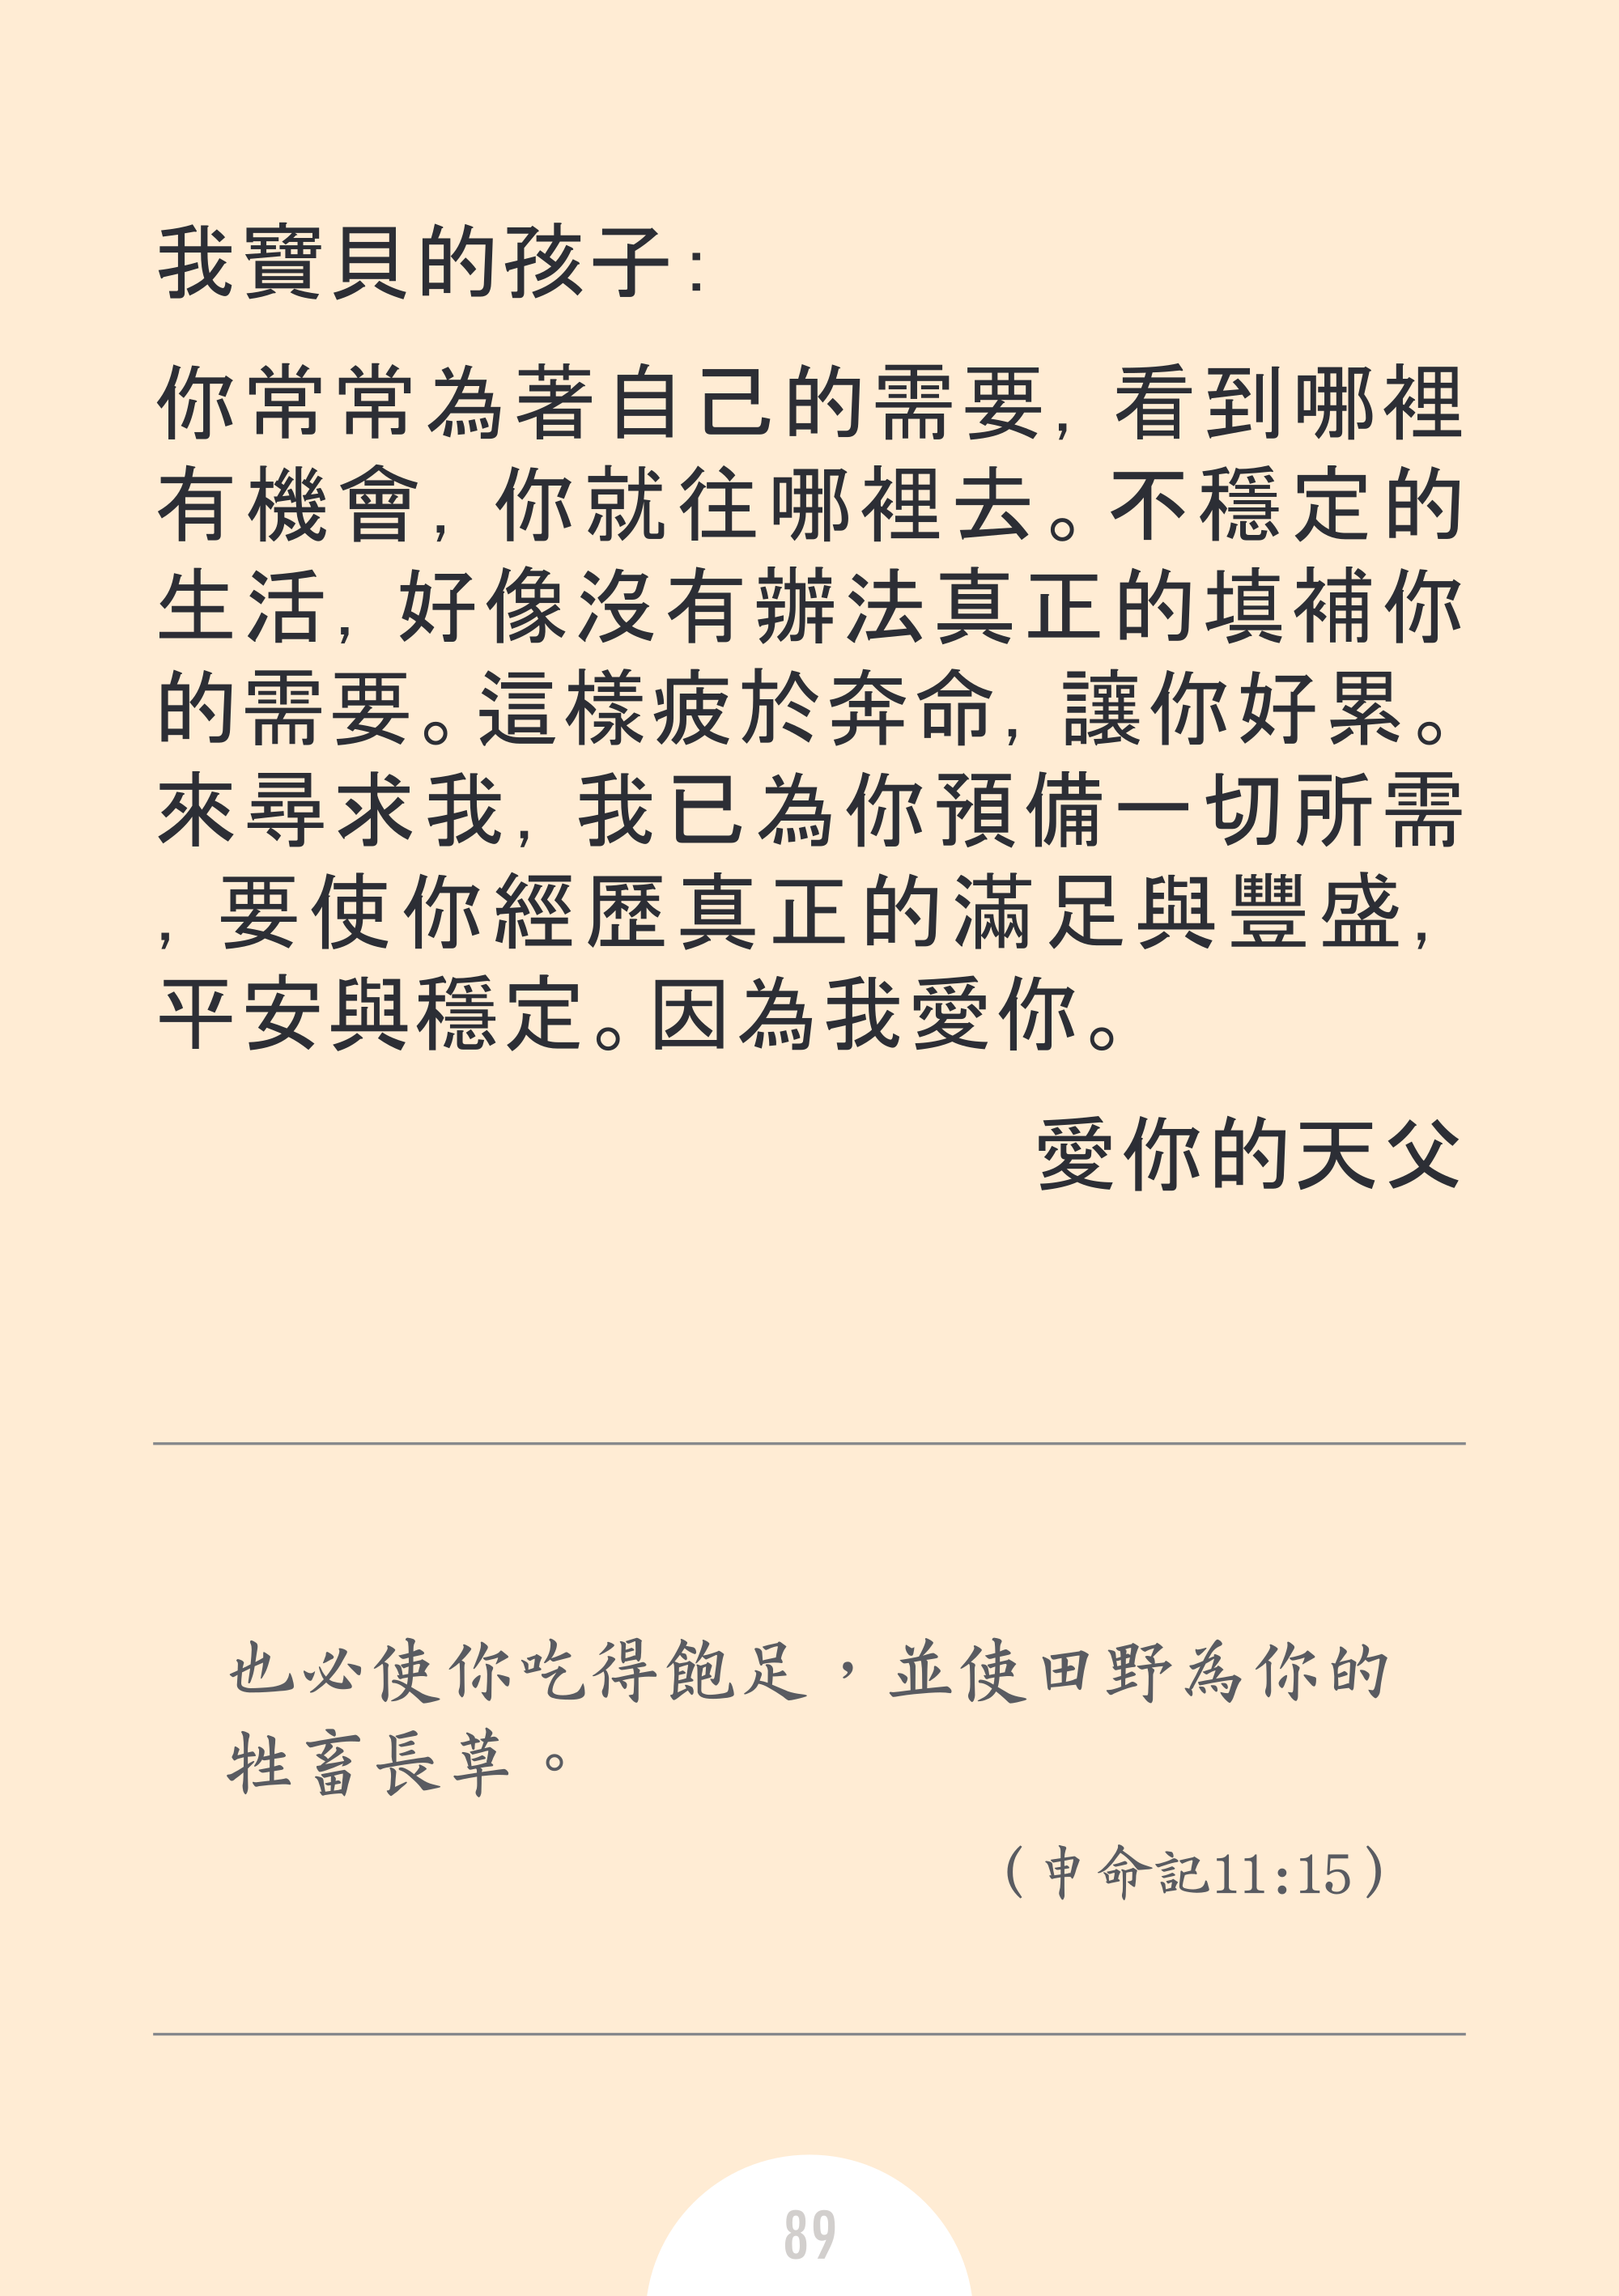 我寶貝的孩子：
你常常為著自己的需要，看到哪裡
有機會，你就往哪裡去。不穩定的
生活，好像沒有辦法真正的填補你
的需要。這樣疲於奔命，讓你好累。
來尋求我，我已為你預備一切所需
，要使你經歷真正的滿足與豐盛，
平安與穩定。因為我愛你。
愛你的天父
也必使你吃得飽足，並使田野為你的
牲畜長草。
（申命記11:15）
89